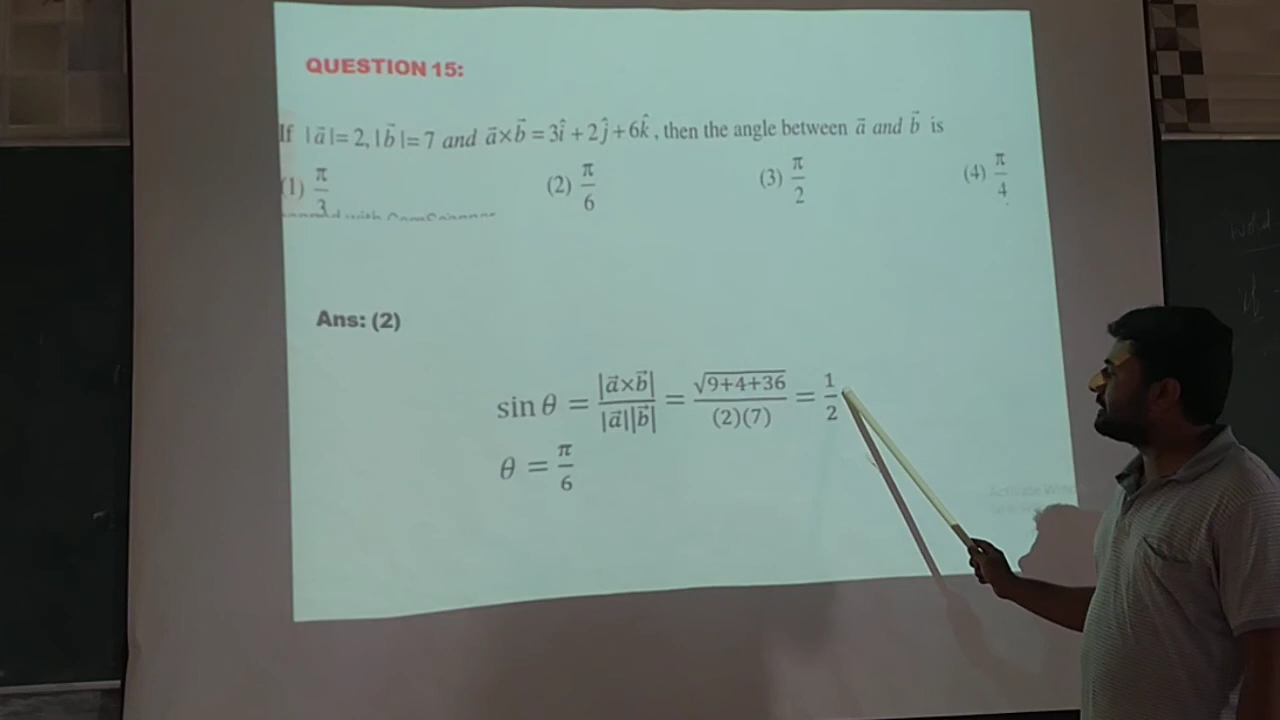 QUESTION 15:
If |a⃗|= 2, |b⃗|= 7 and a⃗×b⃗ = 3î + 2ĵ + 6k̂, then the angle between a⃗ and b⃗ is
(1) π/3 (2) π/6 (3) π/2 (4) π/4
Ans: (2)
sin θ = |a⃗×b⃗|/|a⃗||b⃗| = √9+4+36/(2)(7) = 1/2
θ = π/6